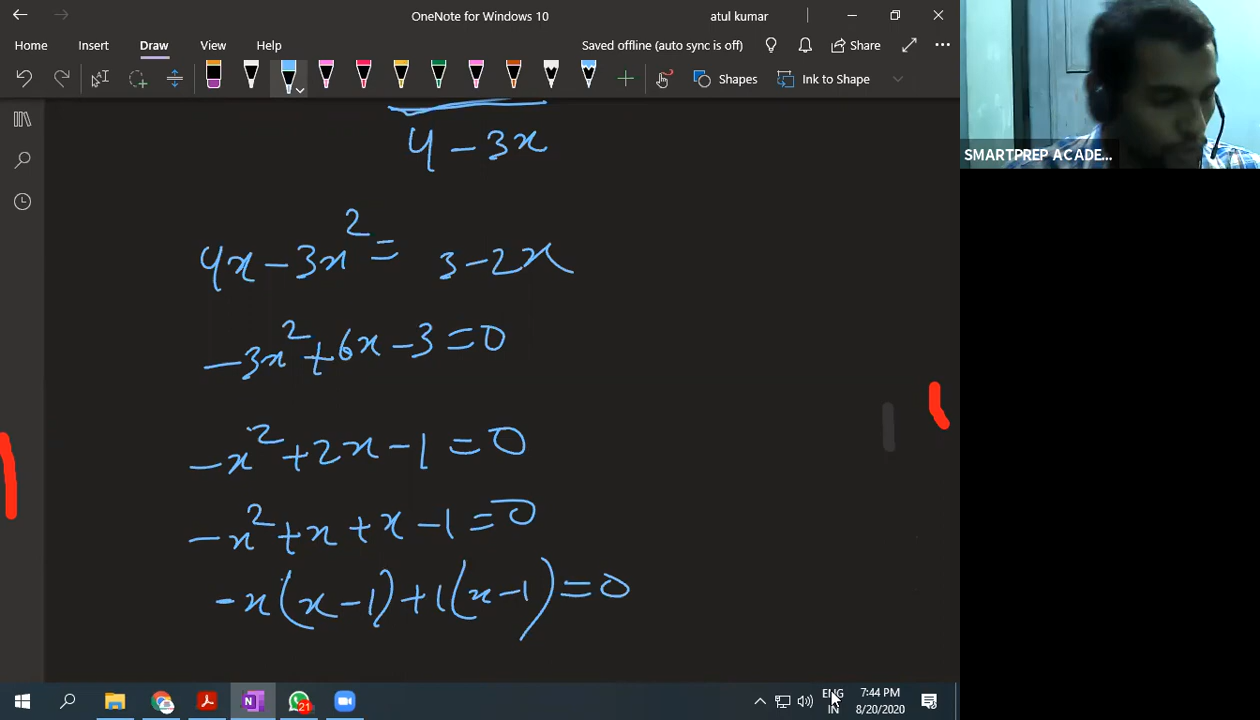 OneNote for Windows 10
atul kumar
Home Insert Draw View Help
Saved offline (auto sync is off)
Share
Shapes
Ink to Shape
SMARTPREP ACADE...
4 - 3x
4x - 3x² = 3 - 2x
-3x² + 6x - 3 = 0
-x² + 2x - 1 = 0
-x² + x + x - 1 = 0
-x(x - 1) + 1(x - 1) = 0
21
ENG
IN
7:44 PM
8/20/2020